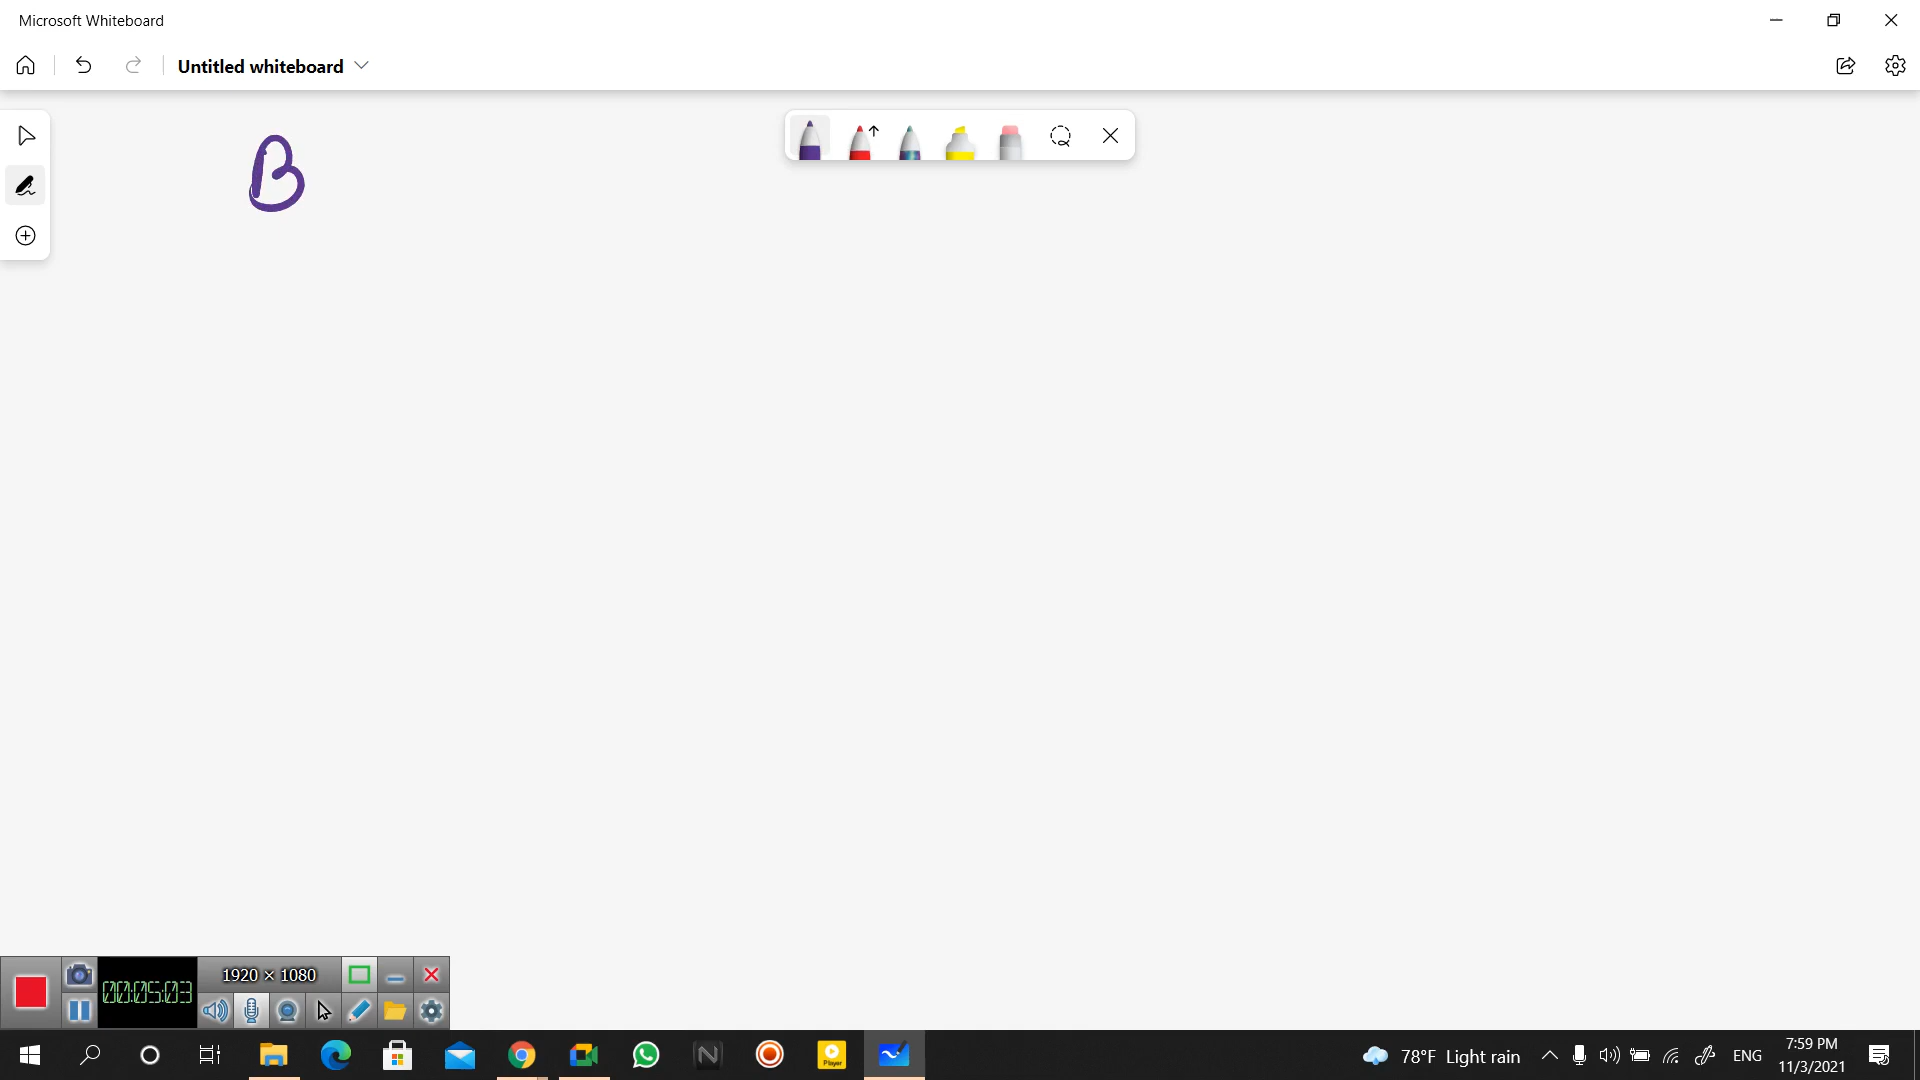 Microsoft Whiteboard
Untitled whiteboard
B
00:05:03
1920 × 1080
N
Player
78°F Light rain
ENG
7:59 PM
11/3/2021